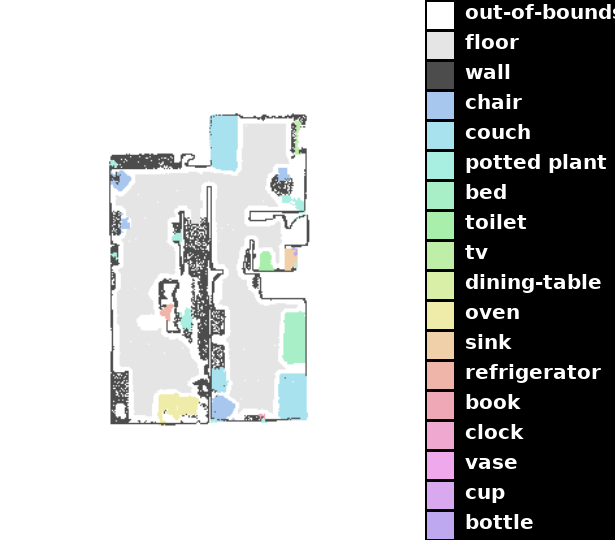 out-of-bounds
floor
wall
chair
couch
potted plant
bed
toilet
tv
dining-table
oven
sink
refrigerator
book
clock
vase
cup
bottle